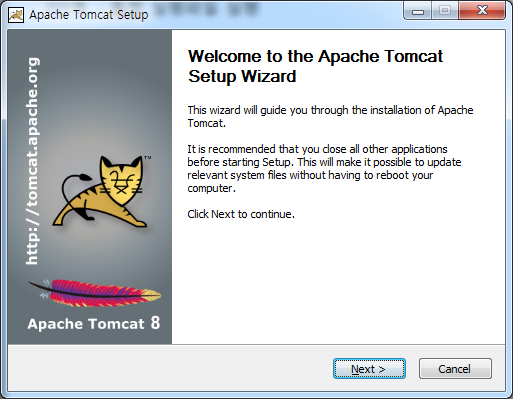 Apache Tomcat Setup
Welcome to the Apache Tomcat
Setup Wizard
This wizard will guide you through the installation of Apache
Tomcat.
It is recommended that you close all other applications
before starting Setup. This will make it possible to update
relevant system files without having to reboot your
computer.
Click Next to continue.
http://tomcat.apache.org
TM
Apache Tomcat 8
Next >
Cancel